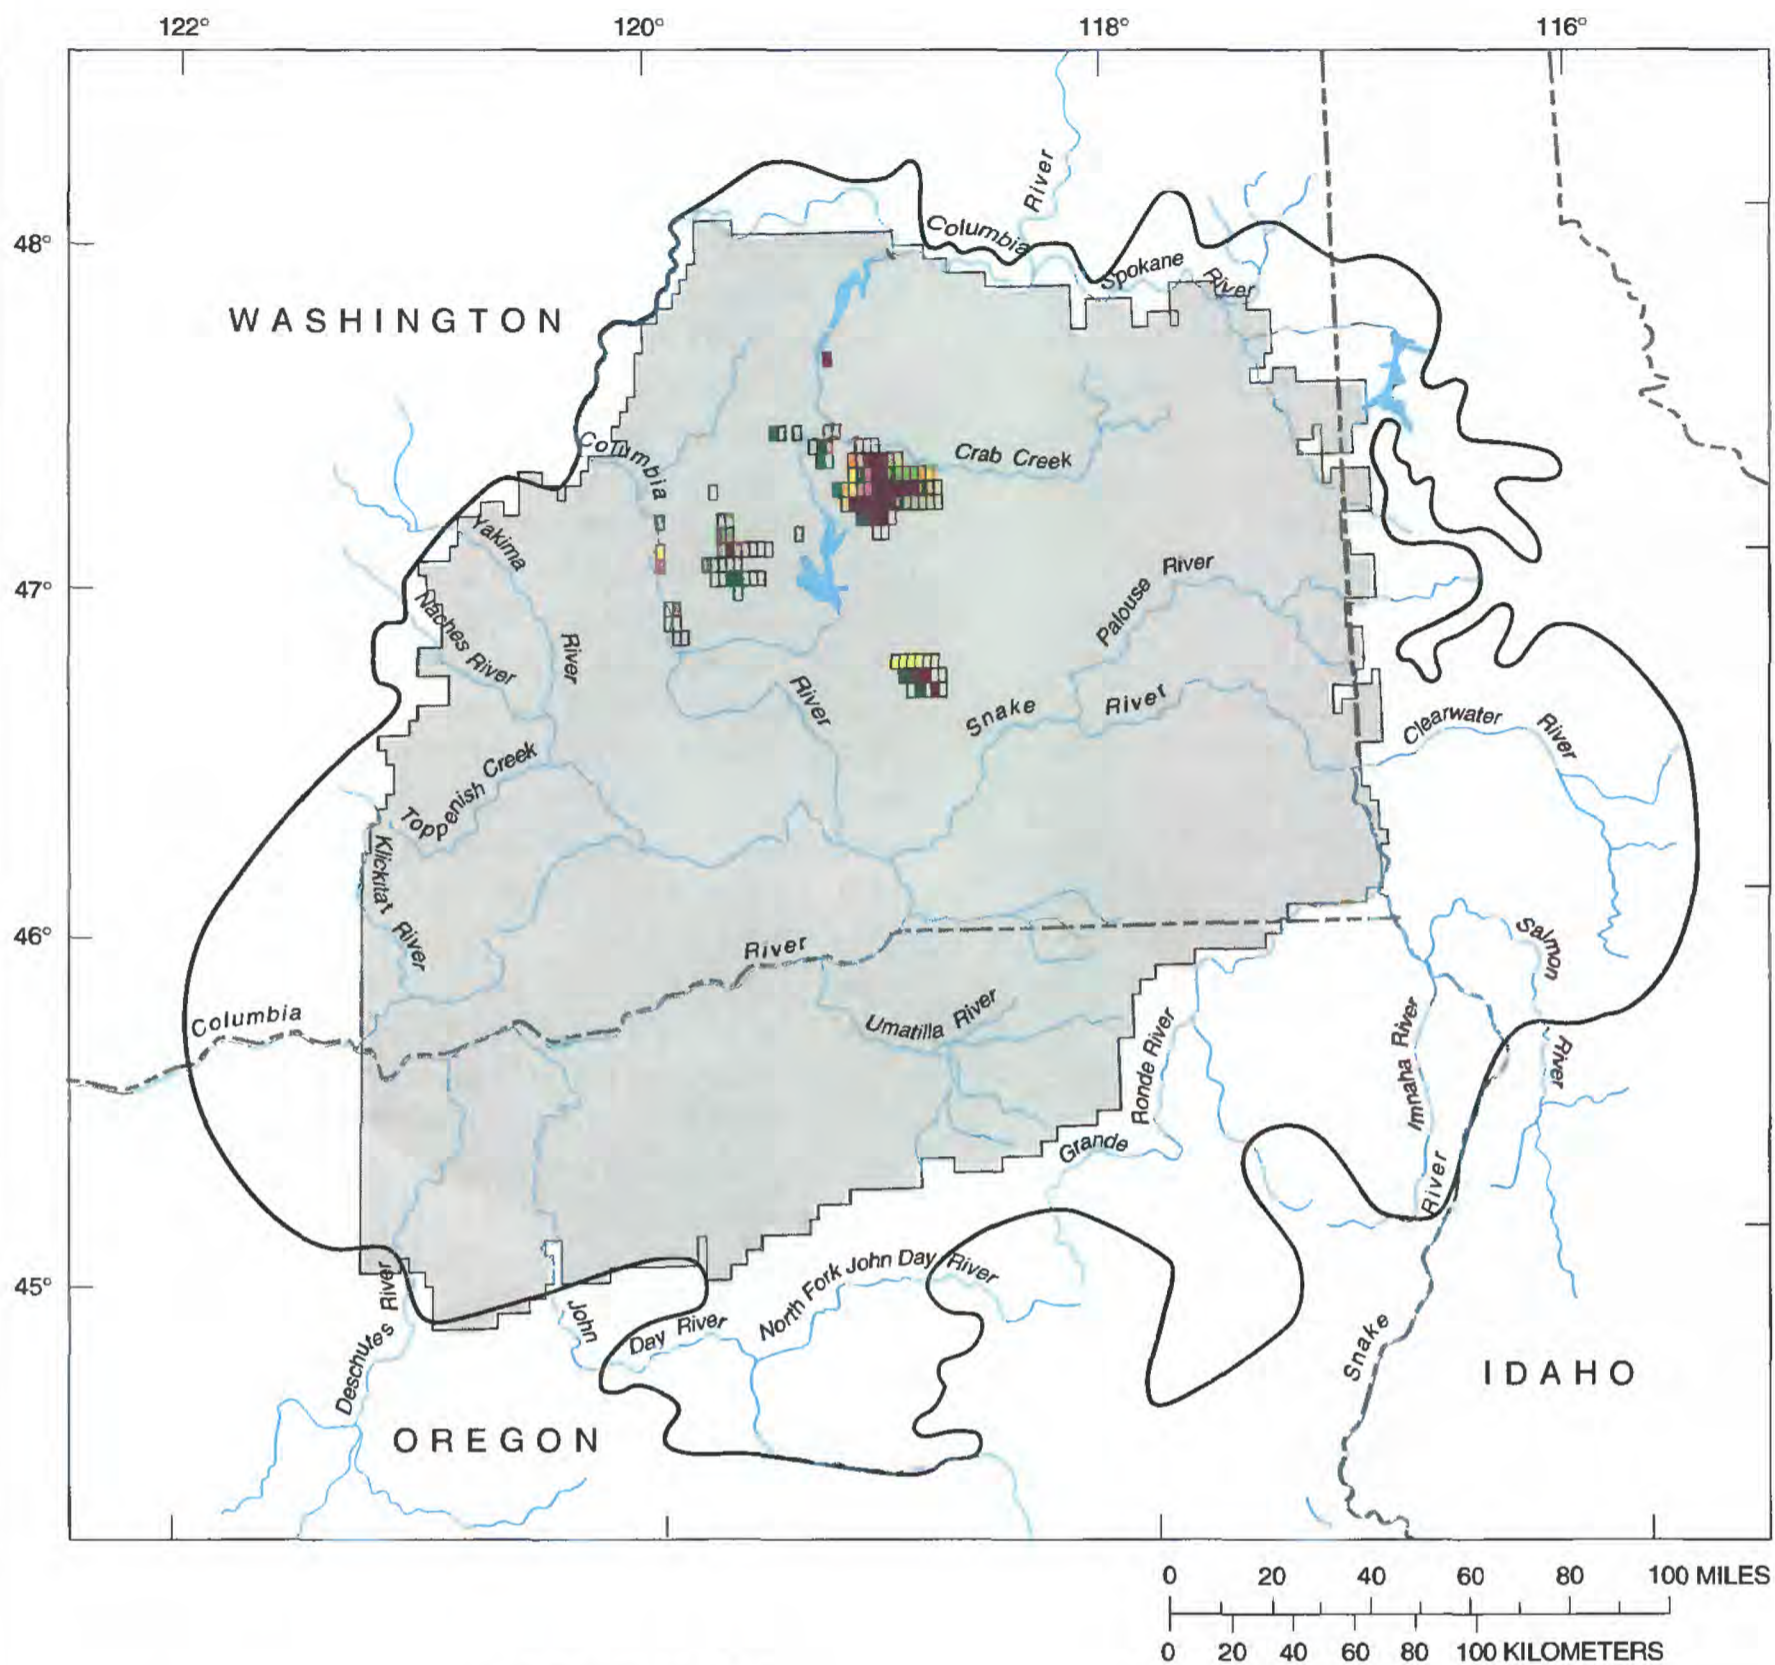 122° 120° 118° 116°
River
Columbia
48°
Spokane
River
WASHINGTON
Columbia
Crab Creek
Yakima
River
47°
Naches River
River
Palouse River
River
Snake River
Clearwater River
Toppenish Creek
Klickitat River
46°
River
Salmon River
Columbia
Umatilla River
Imnaha River
Grande Ronde River
River
45°
Deschutes River
John Day River
North Fork John Day River
Snake
IDAHO
OREGON
0 20 40 60 80 100 MILES
0 20 40 60 80 100 KILOMETERS